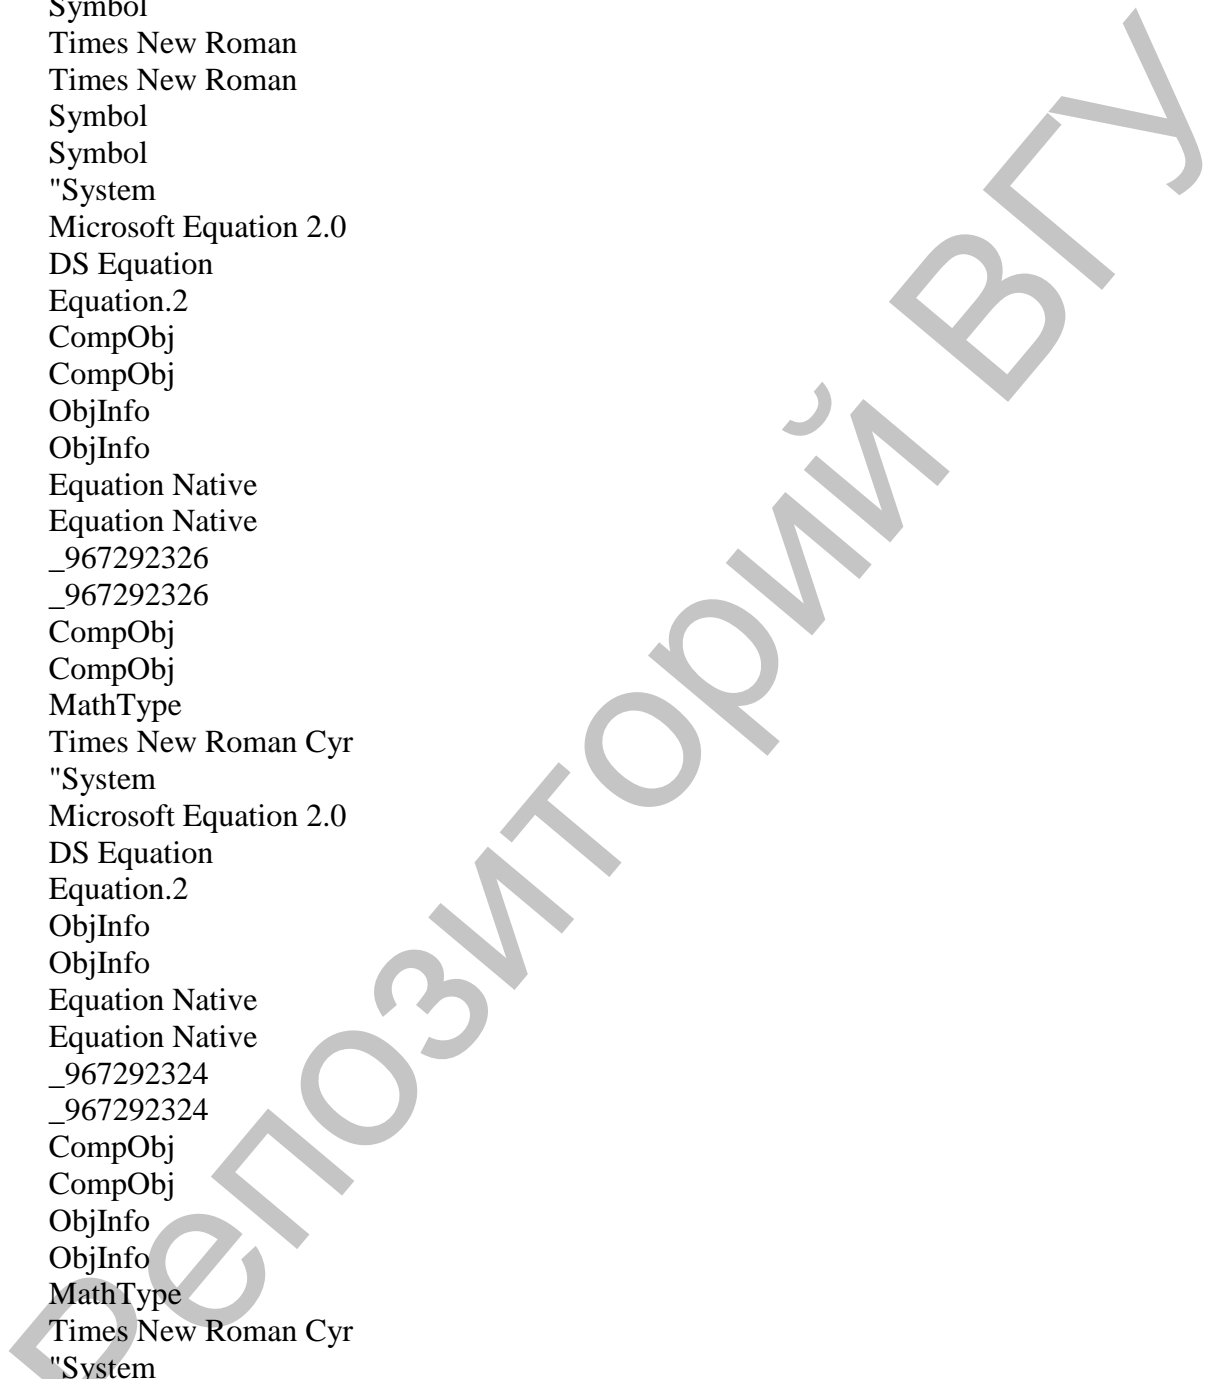 Symbol
Times New Roman
Times New Roman
Symbol
Symbol
"System
Microsoft Equation 2.0
DS Equation
Equation.2
CompObj
CompObj
ObjInfo
ObjInfo
Equation Native
Equation Native
_967292326
_967292326
CompObj
CompObj
MathType
Times New Roman Cyr
"System
Microsoft Equation 2.0
DS Equation
Equation.2
ObjInfo
ObjInfo
Equation Native
Equation Native
_967292324
_967292324
CompObj
CompObj
ObjInfo
ObjInfo
MathType
Times New Roman Cyr
"System
Репозиторий ВГУ